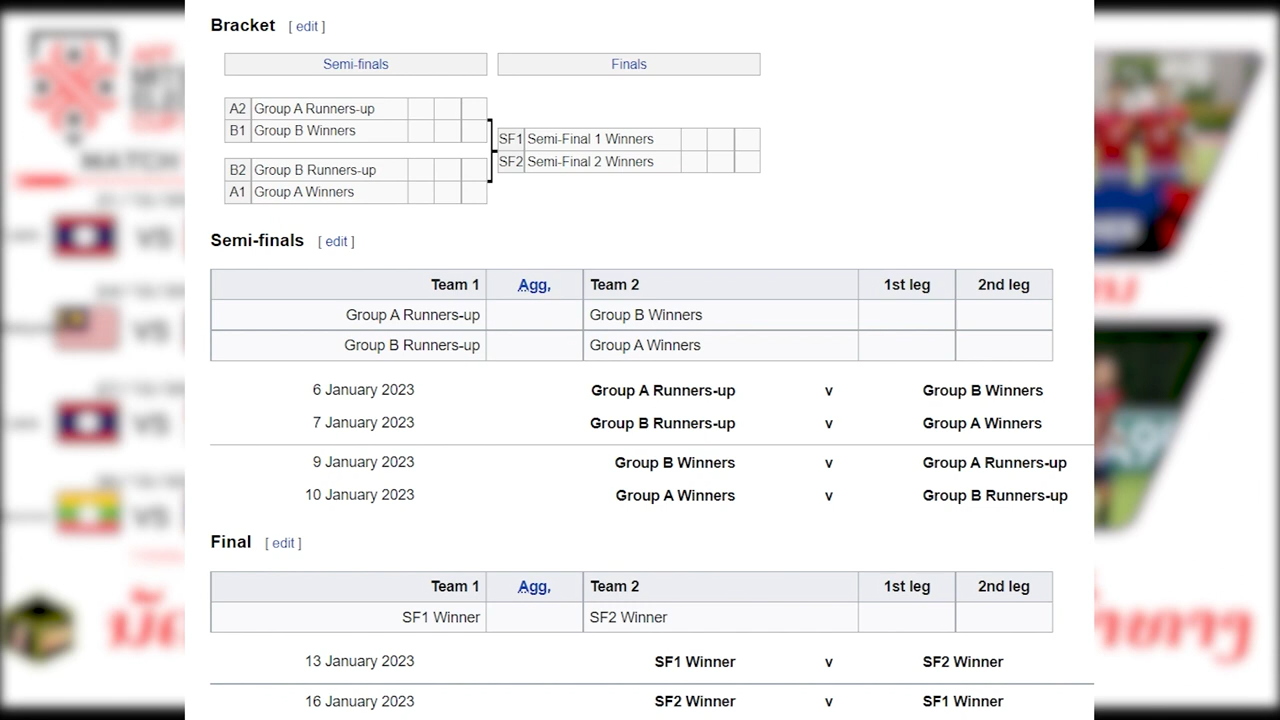 Bracket [ edit ]
Semi-finals Finals
A2 Group A Runners-up
B1 Group B Winners
SF1 Semi-Final 1 Winners
SF2 Semi-Final 2 Winners
B2 Group B Runners-up
A1 Group A Winners
Semi-finals [ edit ]
Team 1 Agg. Team 2 1st leg 2nd leg
Group A Runners-up Group B Winners
Group B Runners-up Group A Winners
6 January 2023 Group A Runners-up v Group B Winners
7 January 2023 Group B Runners-up v Group A Winners
9 January 2023 Group B Winners v Group A Runners-up
10 January 2023 Group A Winners v Group B Runners-up
Final [ edit ]
Team 1 Agg. Team 2 1st leg 2nd leg
SF1 Winner SF2 Winner
13 January 2023 SF1 Winner v SF2 Winner
16 January 2023 SF2 Winner v SF1 Winner